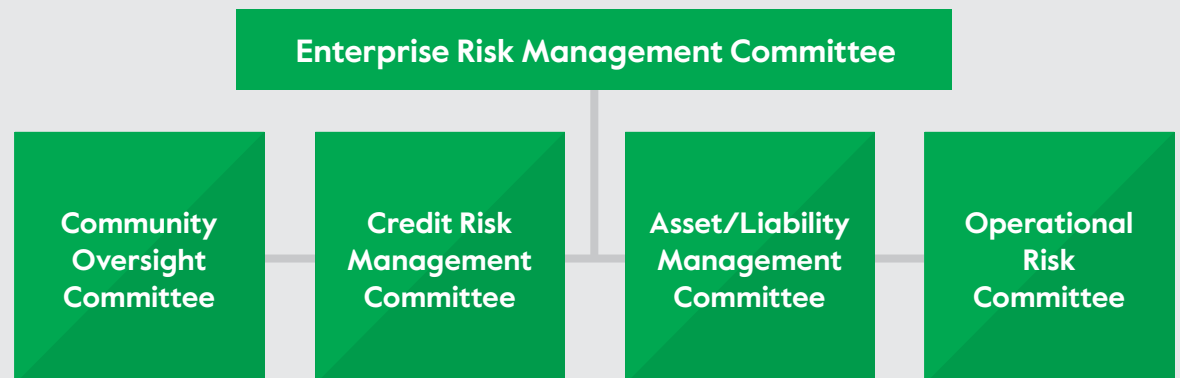 Enterprise Risk Management Committee
Community
Oversight
Committee
Credit Risk
Management
Committee
Asset/Liability
Management
Committee
Operational
Risk
Committee